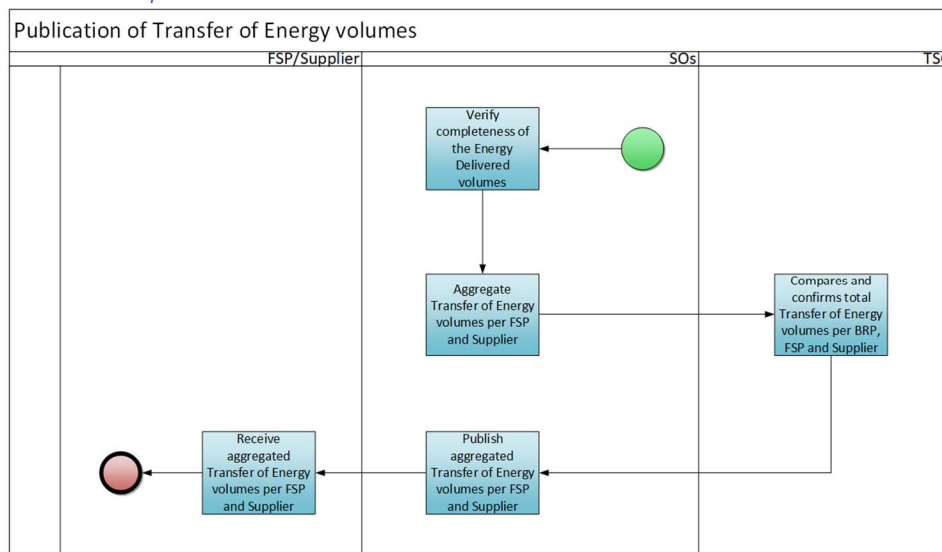 Publication of Transfer of Energy volumes
FSP/Supplier
SOs
Verify
completeness of
the Energy
Delivered
volumes
Aggregate
Transfer of Energy
volumes per FSP
and Supplier
Compares and
confirms total
Transfer of Energy
volumes per BRP,
FSP and Supplier
Receive
aggregated
Transfer of Energy
volumes per FSP
and Supplier
Publish
aggregated
Transfer of Energy
volumes per FSP
and Supplier